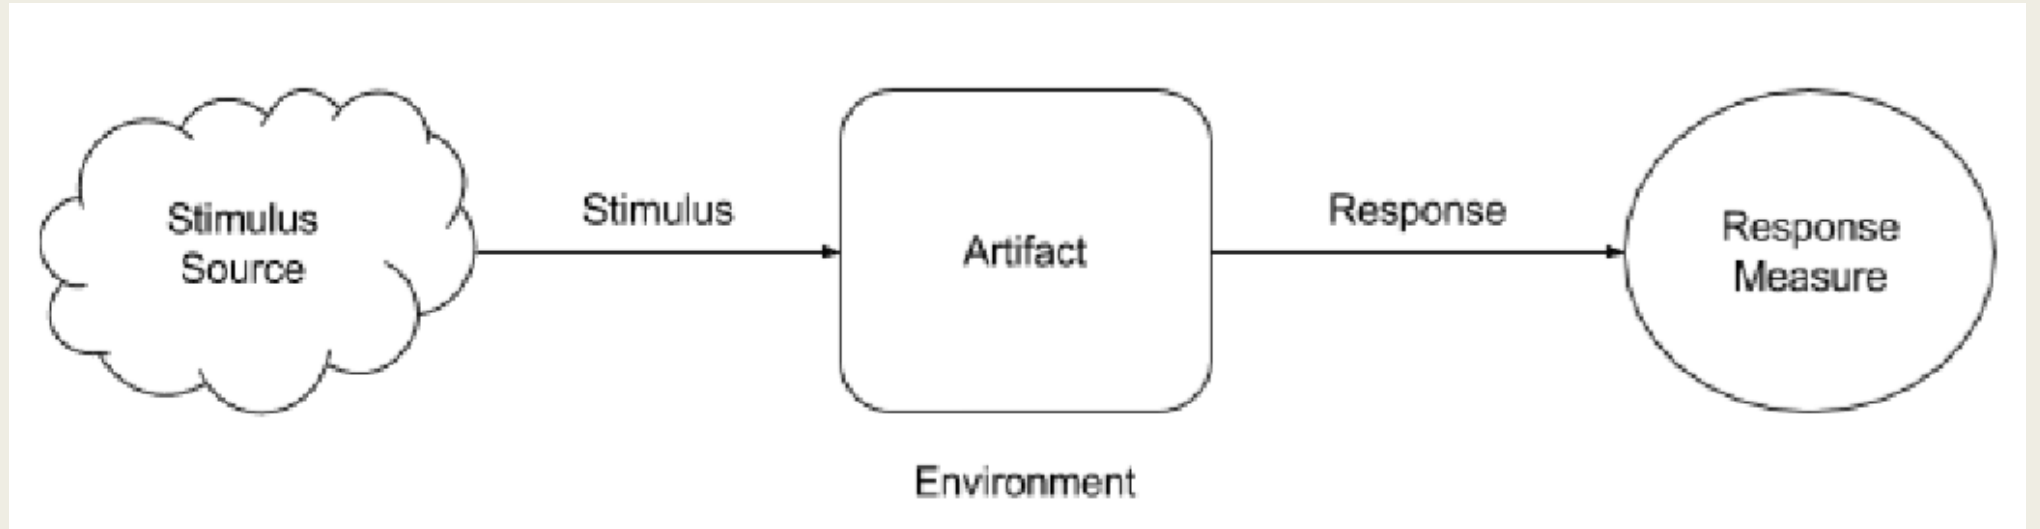 Stimulus
Source
Stimulus
Artifact
Response
Response
Measure
Environment